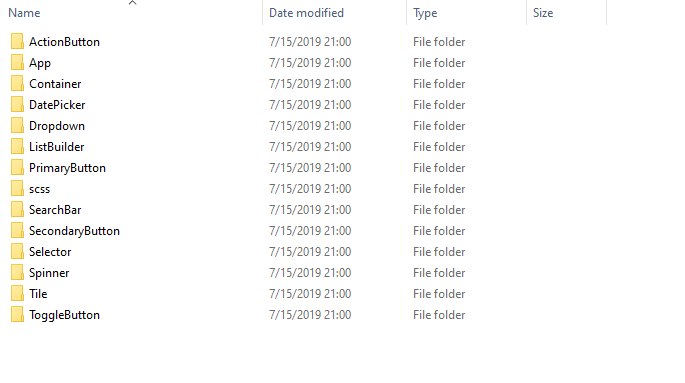 Name Date modified Type Size
ActionButton 7/15/2019 21:00 File folder
App 7/15/2019 21:00 File folder
Container 7/15/2019 21:00 File folder
DatePicker 7/15/2019 21:00 File folder
Dropdown 7/15/2019 21:00 File folder
ListBuilder 7/15/2019 21:00 File folder
PrimaryButton 7/15/2019 21:00 File folder
scss 7/15/2019 21:00 File folder
SearchBar 7/15/2019 21:00 File folder
SecondaryButton 7/15/2019 21:00 File folder
Selector 7/15/2019 21:00 File folder
Spinner 7/15/2019 21:00 File folder
Tile 7/15/2019 21:00 File folder
ToggleButton 7/15/2019 21:00 File folder